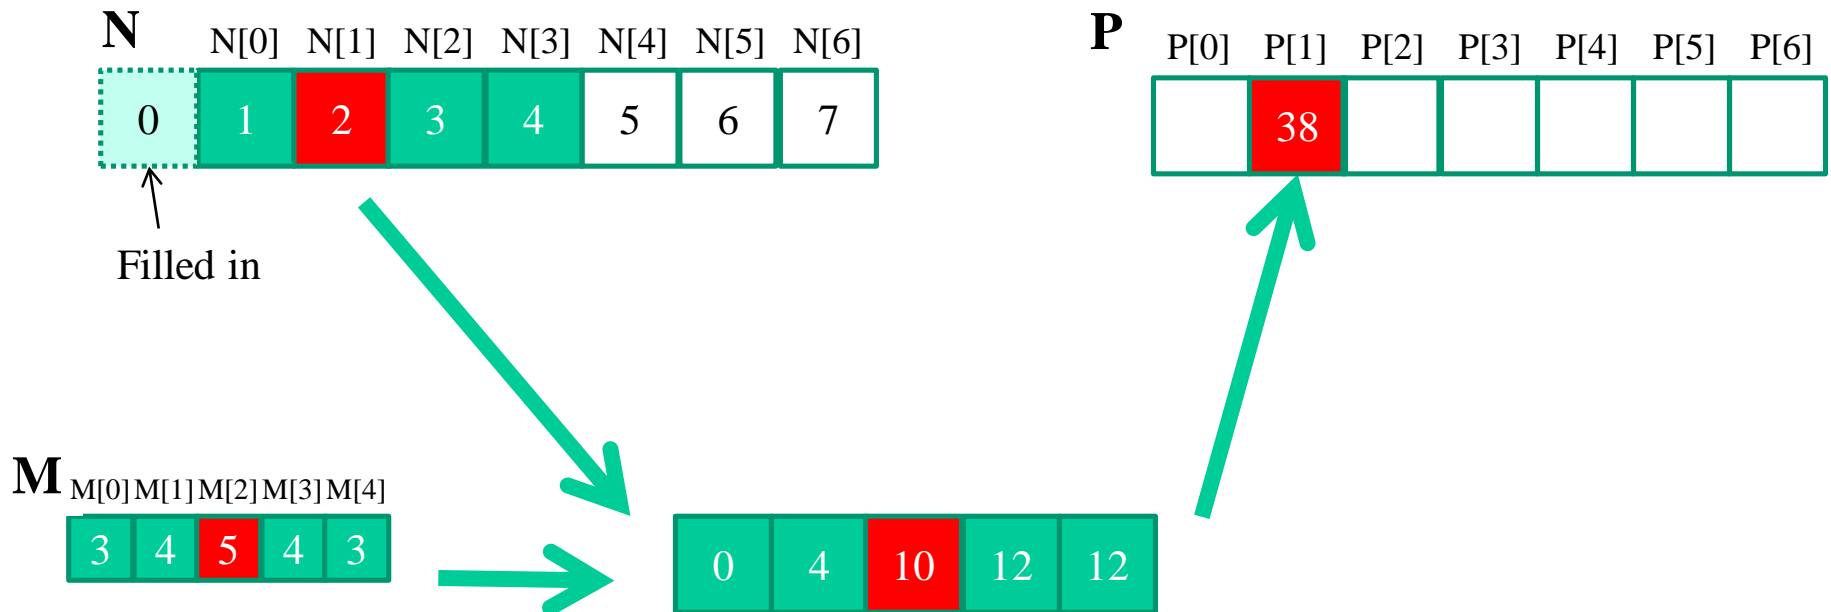 N
N[0] N[1] N[2] N[3] N[4] N[5] N[6]
0 1 2 3 4 5 6 7
Filled in
P
P[0] P[1] P[2] P[3] P[4] P[5] P[6]
38
M
M[0] M[1] M[2] M[3] M[4]
3 4 5 4 3
0 4 10 12 12